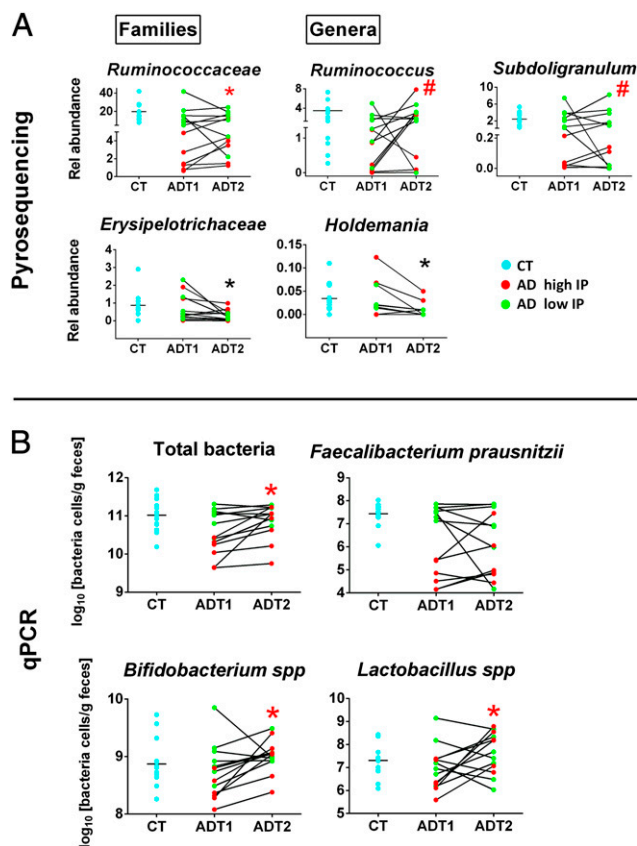 A
Families
Genera
Pyrosequencing
Ruminococcaceae
Ruminococcus
Subdoligranulum
Rel abundance
40
20
0
10
5
0
*
CT ADT1 ADT2
8
4
1
0
#
CT ADT1 ADT2
5
0.2
0.0
#
CT ADT1 ADT2
Erysipelotrichaceae
Holdemania
Rel abundance
4
3
2
1
0
*
CT ADT1 ADT2
0.15
0.10
0.05
0.00
*
CT ADT1 ADT2
CT
AD high IP
AD low IP
B
qPCR
Total bacteria
Faecalibacterium prausnitzii
log10 [bacteria cells/g feces]
12
11
10
9
*
CT ADT1 ADT2
9
8
7
6
5
4
CT ADT1 ADT2
Bifidobacterium spp
Lactobacillus spp
log10 [bacteria cells/g feces]
10
9
8
*
CT ADT1 ADT2
10
9
8
7
6
5
*
CT ADT1 ADT2